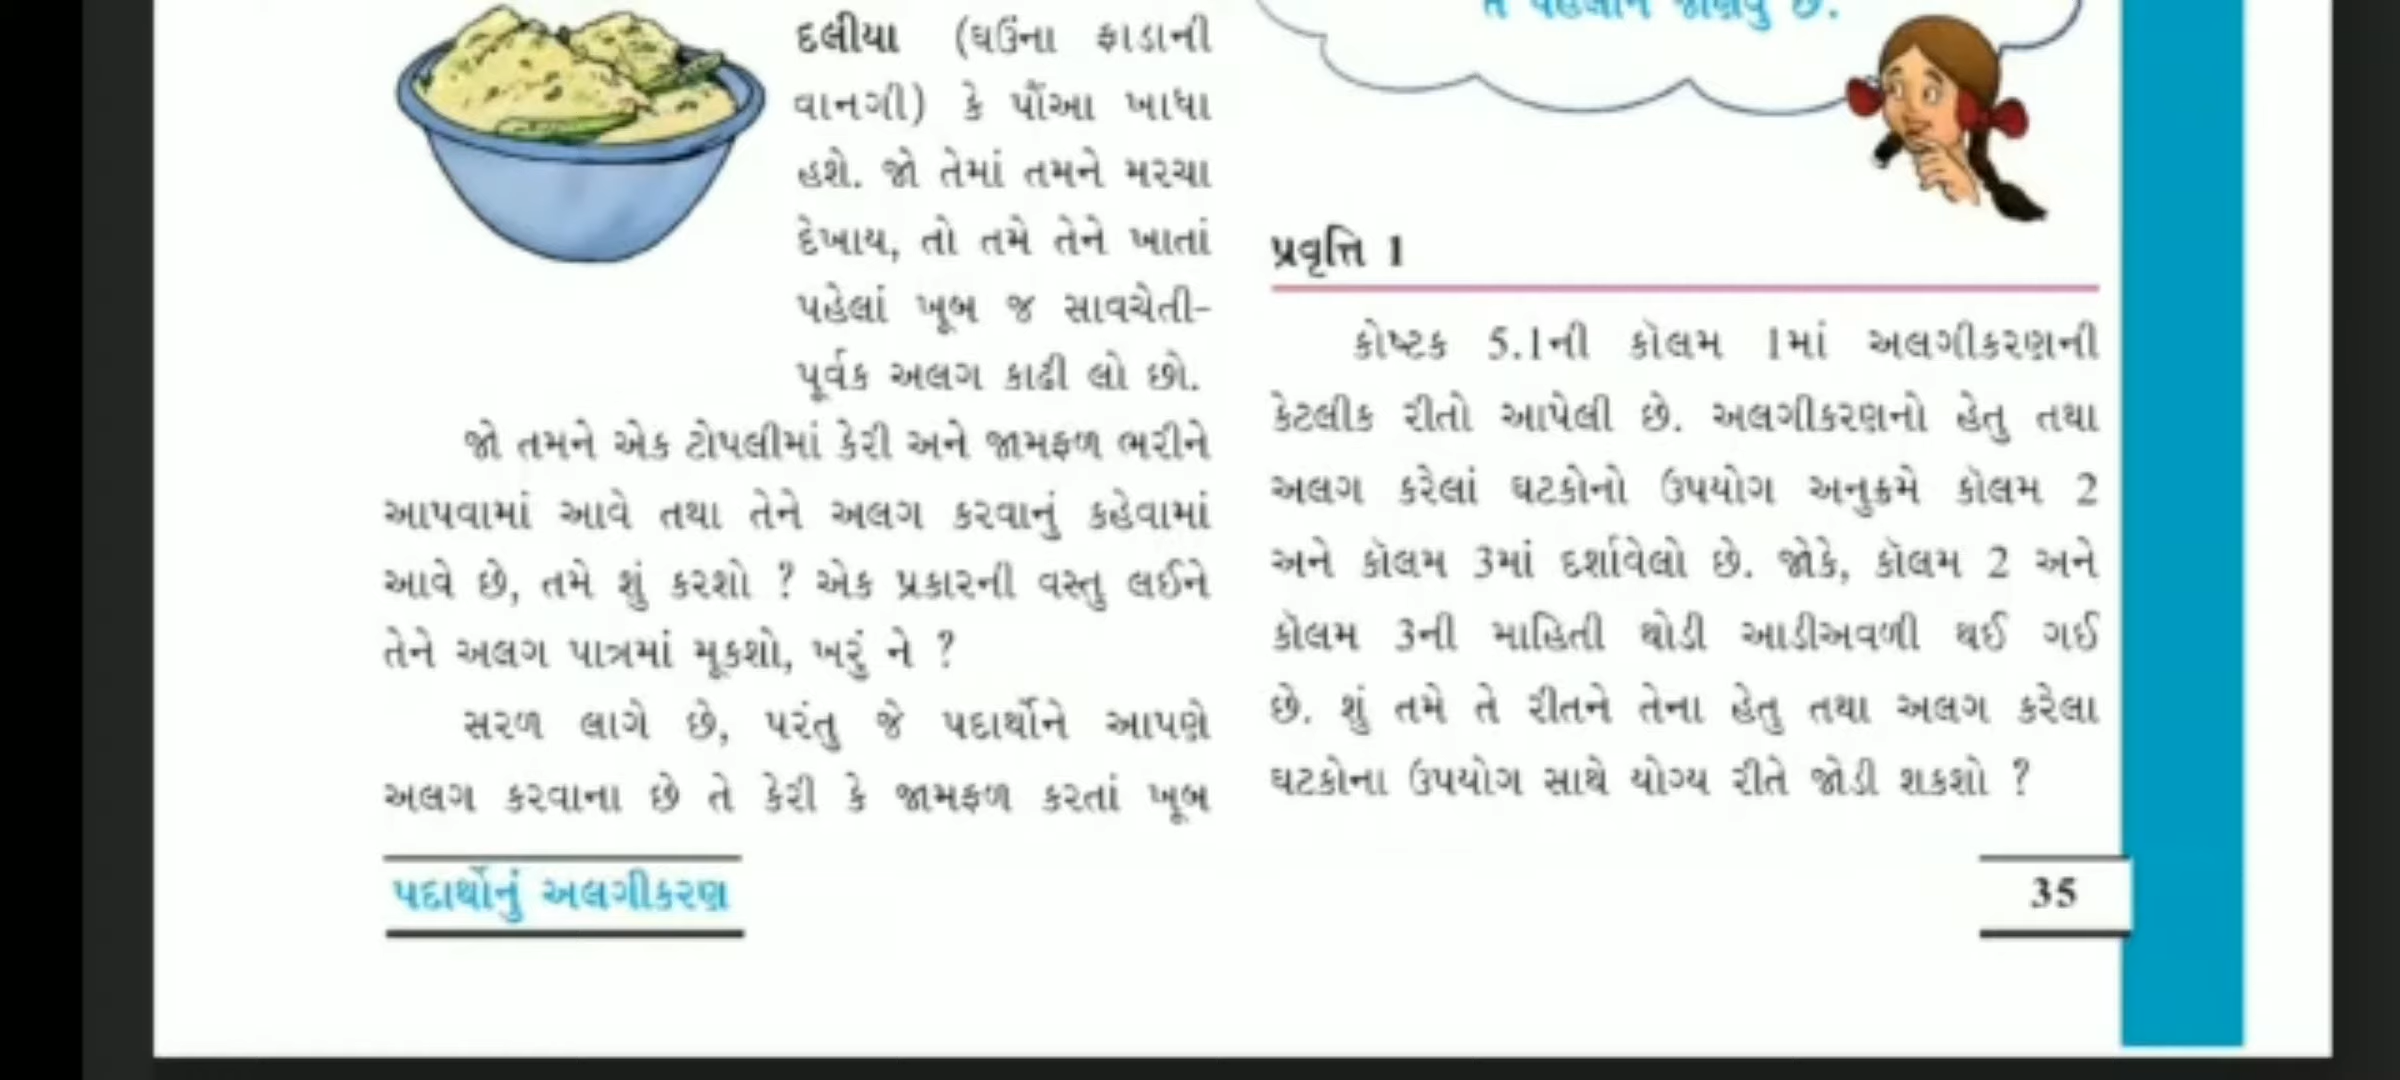 દલીયા (ઘઉંના ફાડાની
વાનગી) કે પૌંઆ ખાધા
હશે. જો તેમાં તમને મરચા
દેખાય, તો તમે તેને ખાતાં
પહેલાં ખૂબ જ સાવચેતી-
પૂર્વક અલગ કાઢી લો છો.
જો તમને એક ટોપલીમાં કેરી અને જામફળ ભરીને
આપવામાં આવે તથા તેને અલગ કરવાનું કહેવામાં
આવે છે, તમે શું કરશો ? એક પ્રકારની વસ્તુ લઈને
તેને અલગ પાત્રમાં મૂકશો, ખરું ને ?
સરળ લાગે છે, પરંતુ જે પદાર્થોને આપણે
અલગ કરવાના છે તે કેરી કે જામફળ કરતાં ખૂબ
તે પહેલાંને જાણવું છે.
પ્રવૃત્તિ 1
કોષ્ટક 5.1ની કૉલમ 1માં અલગીકરણની
કેટલીક રીતો આપેલી છે. અલગીકરણનો હેતુ તથા
અલગ કરેલાં ઘટકોનો ઉપયોગ અનુક્રમે કૉલમ 2
અને કૉલમ 3માં દર્શાવેલો છે. જોકે, કૉલમ 2 અને
કૉલમ 3ની માહિતી થોડી આડીઅવળી થઈ ગઈ
છે. શું તમે તે રીતને તેના હેતુ તથા અલગ કરેલા
ઘટકોના ઉપયોગ સાથે યોગ્ય રીતે જોડી શકશો ?
પદાર્થોનું અલગીકરણ
35